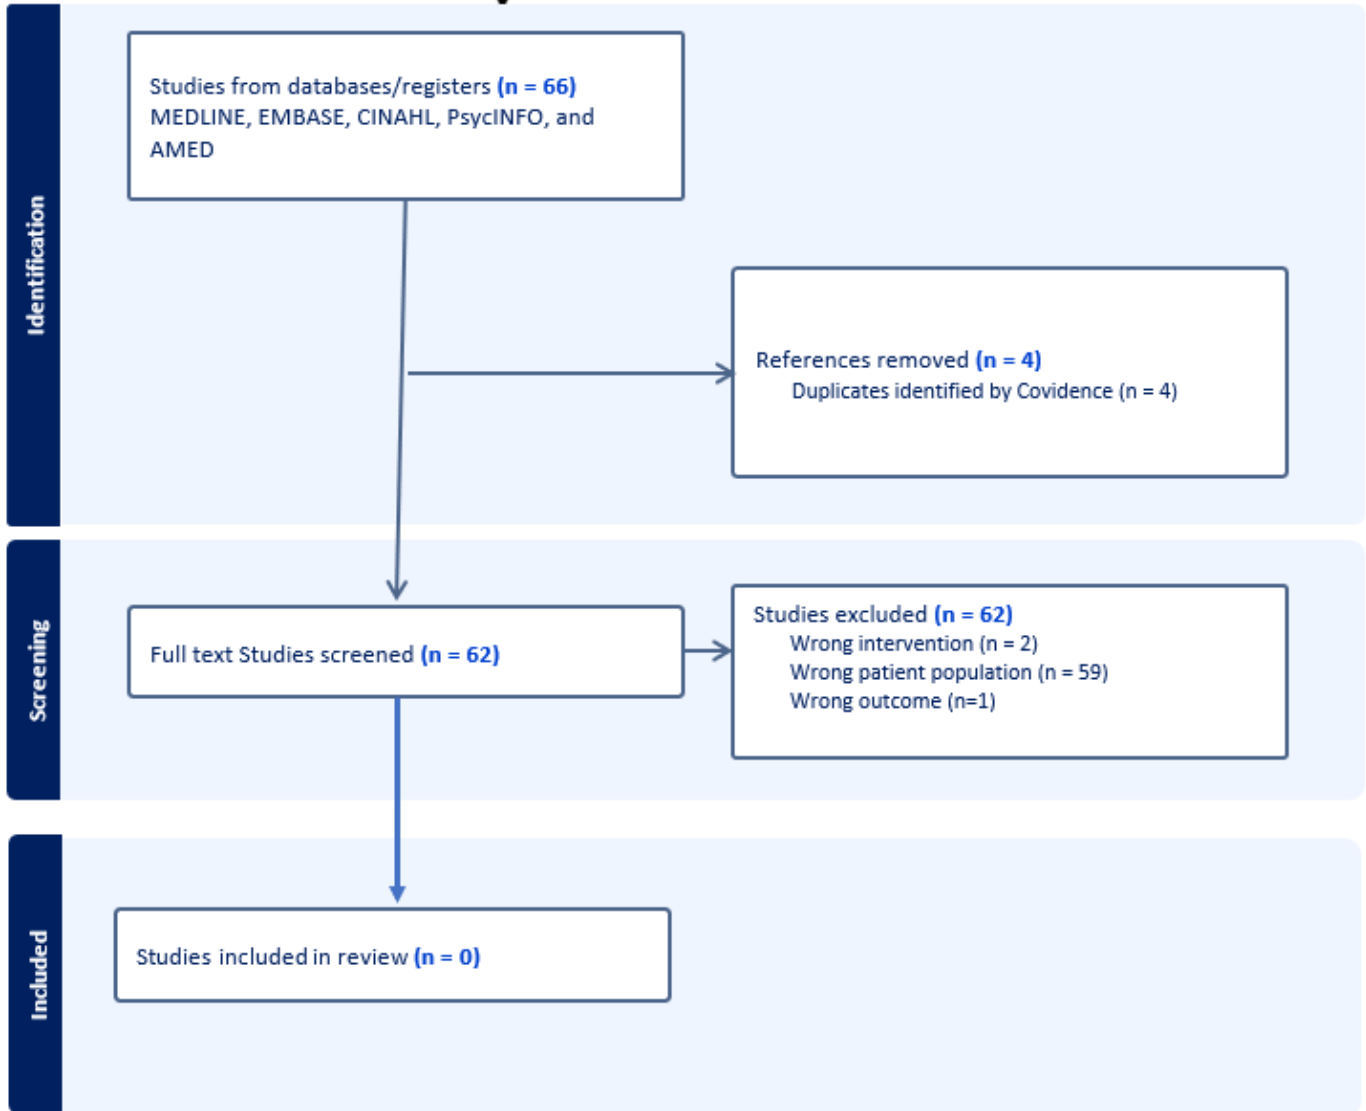 Identification
Studies from databases/registers (n = 66)
MEDLINE, EMBASE, CINAHL, PsycINFO, and
AMED
References removed (n = 4)
Duplicates identified by Covidence (n = 4)
Screening
Full text Studies screened (n = 62)
Studies excluded (n = 62)
Wrong intervention (n = 2)
Wrong patient population (n = 59)
Wrong outcome (n=1)
Included
Studies included in review (n = 0)